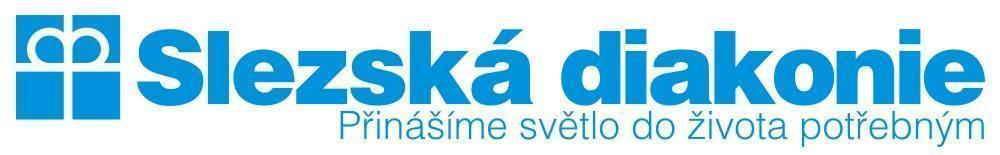 Slezská diakonie
Přinášíme světlo do života potřebným